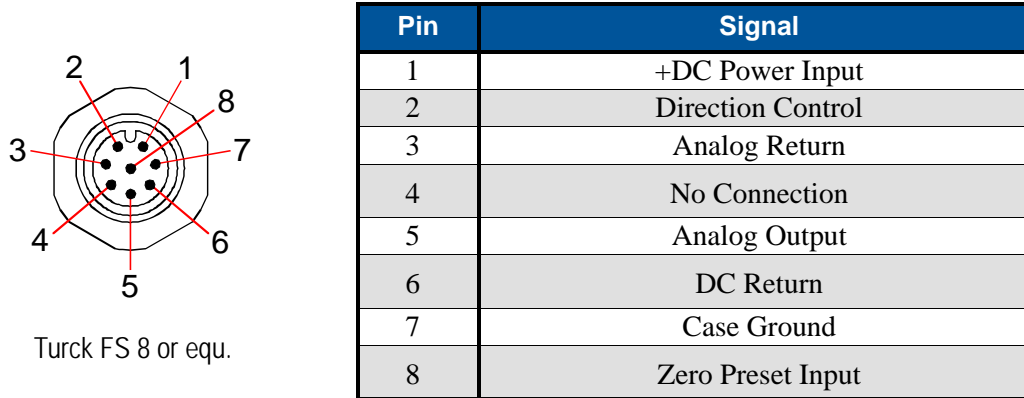 2 1
8
3 7
4 6
5
Turck FS 8 or equ.
Pin Signal
1 +DC Power Input
2 Direction Control
3 Analog Return
4 No Connection
5 Analog Output
6 DC Return
7 Case Ground
8 Zero Preset Input